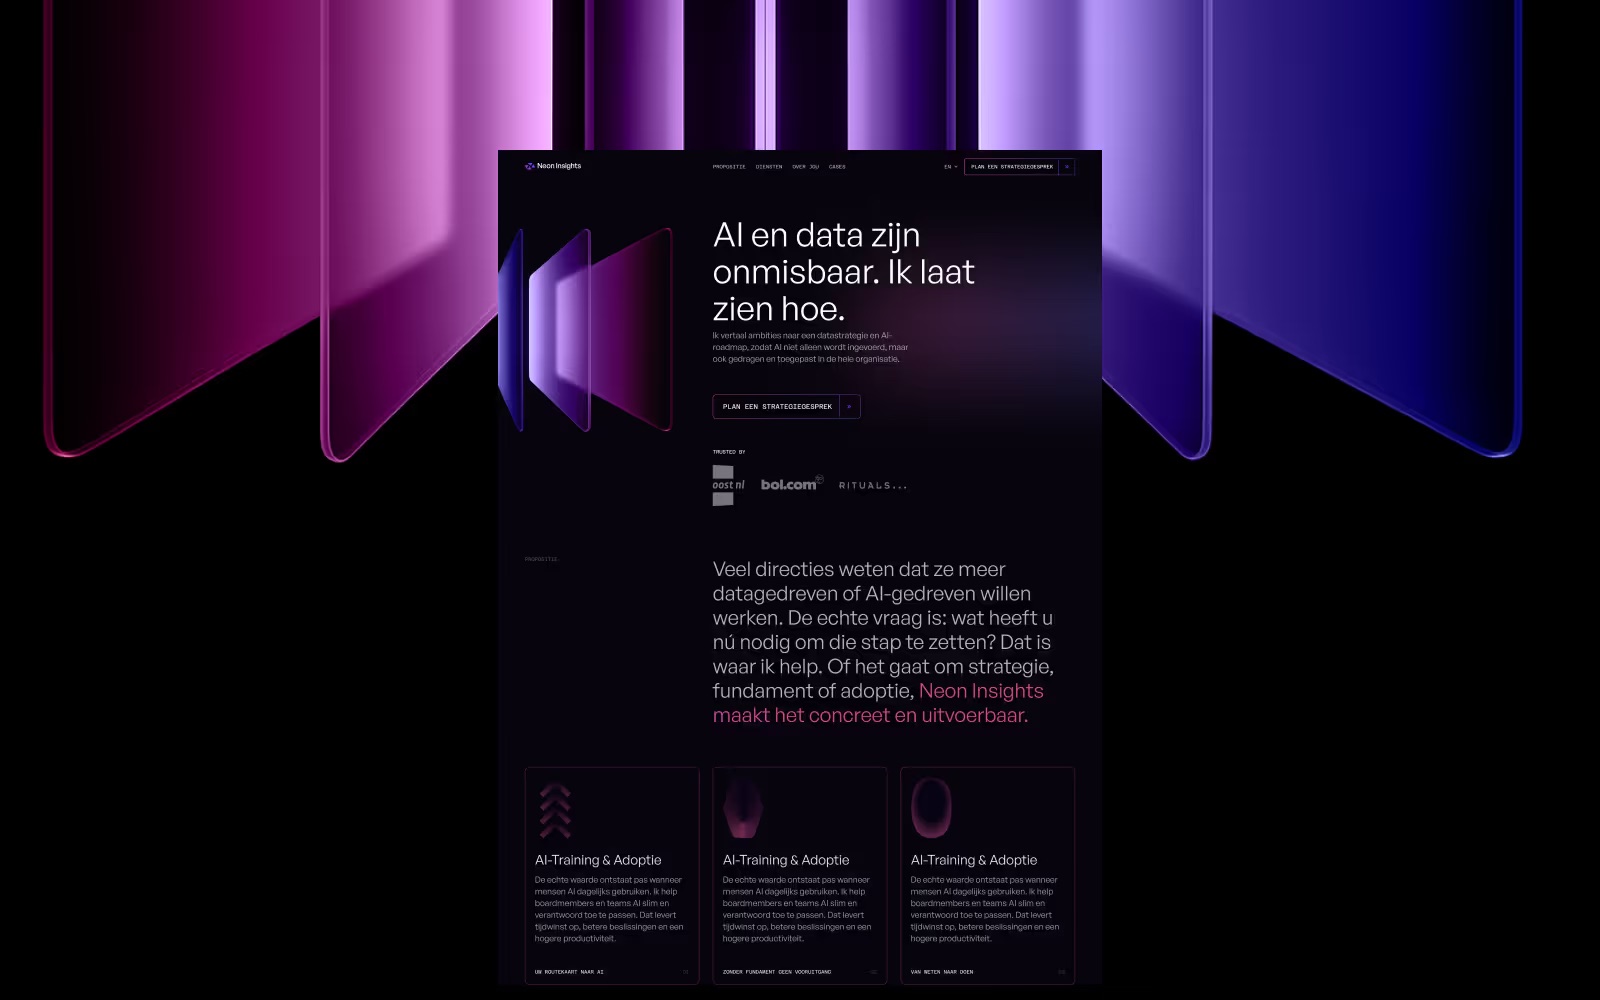 Neon Insights
PROPOSITIE DIENSTEN OVER JOU CASES
EN
PLAN EEN STRATEGIEGESPREK
AI en data zijn
onmisbaar. Ik laat
zien hoe.
Ik vertaal ambities naar een datastrategie en AI-
roadmap, zodat AI niet alleen wordt ingevoerd, maar
ook gedragen en toegepast in de hele organisatie.
PLAN EEN STRATEGIEGESPREK
TRUSTED BY
oost nl
bol.com
RITUALS...
PROPOSITIE
Veel directies weten dat ze meer
datagedreven of AI-gedreven willen
werken. De echte vraag is: wat heeft u
nú nodig om die stap te zetten? Dat is
waar ik help. Of het gaat om strategie,
fundament of adoptie, Neon Insights
maakt het concreet en uitvoerbaar.
AI-Training & Adoptie
De echte waarde ontstaat pas wanneer
mensen AI dagelijks gebruiken. Ik help
boardmembers en teams AI slim en
verantwoord toe te passen. Dat levert
tijdwinst op, betere beslissingen en een
hogere productiviteit.
UW ROUTEKAART NAAR AI
AI-Training & Adoptie
De echte waarde ontstaat pas wanneer
mensen AI dagelijks gebruiken. Ik help
boardmembers en teams AI slim en
verantwoord toe te passen. Dat levert
tijdwinst op, betere beslissingen en een
hogere productiviteit.
ZONDER FUNDAMENT GEEN VOORUITGANG
AI-Training & Adoptie
De echte waarde ontstaat pas wanneer
mensen AI dagelijks gebruiken. Ik help
boardmembers en teams AI slim en
verantwoord toe te passen. Dat levert
tijdwinst op, betere beslissingen en een
hogere productiviteit.
VAN WETEN NAAR DOEN